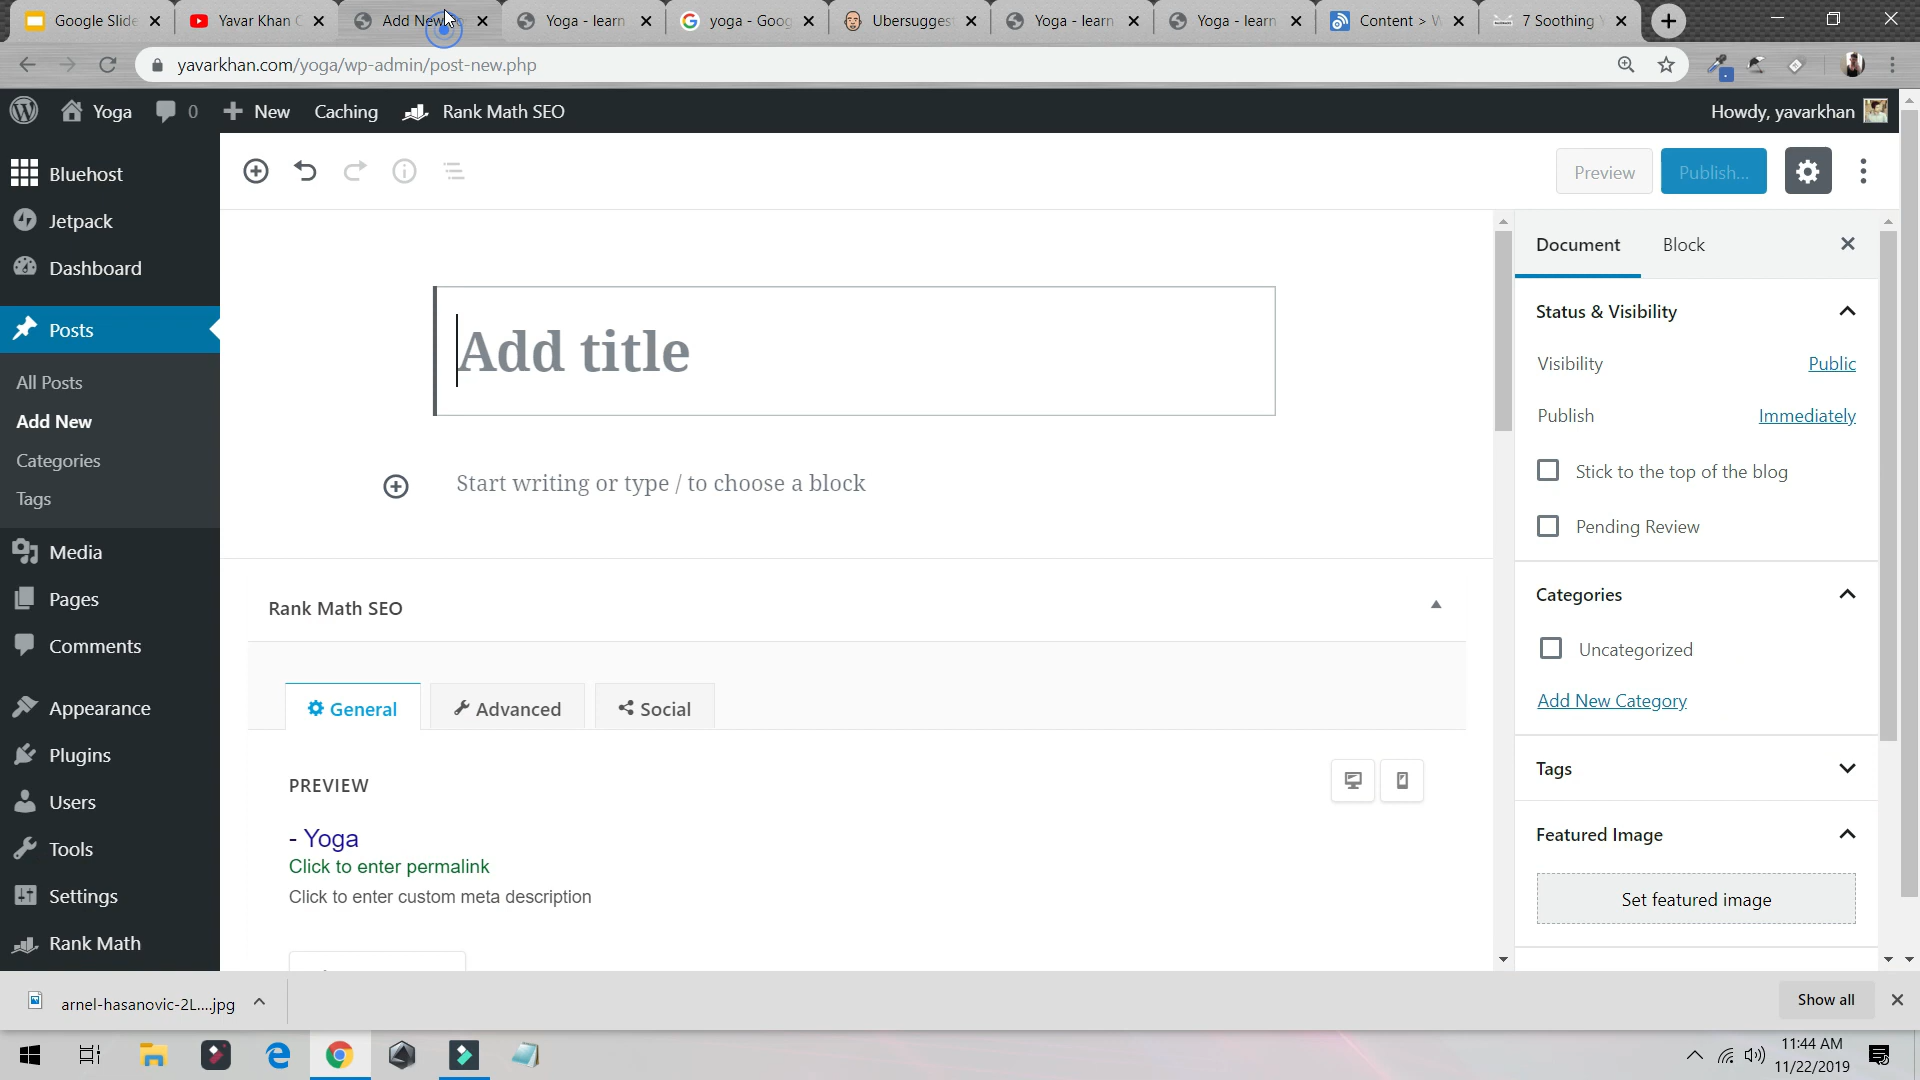 Google Slide
Yavar Khan C
Add New
Yoga - learn
yoga - Goog
Ubersuggest
Yoga - learn
Yoga - learn
Content > W
7 Soothing Y
yavarkhan.com/yoga/wp-admin/post-new.php
Yoga
0
New
Caching
Rank Math SEO
Howdy, yavarkhan
Bluehost
Jetpack
Dashboard
Posts
All Posts
Add New
Categories
Tags
Media
Pages
Comments
Appearance
Plugins
Users
Tools
Settings
Rank Math
Preview
Publish...
Add title
Start writing or type / to choose a block
Rank Math SEO
General
Advanced
Social
PREVIEW
- Yoga
Click to enter permalink
Click to enter custom meta description
Document
Block
Status & Visibility
Visibility
Public
Publish
Immediately
Stick to the top of the blog
Pending Review
Categories
Uncategorized
Add New Category
Tags
Featured Image
Set featured image
arnel-hasanovic-2L....jpg
Show all
11:44 AM
11/22/2019